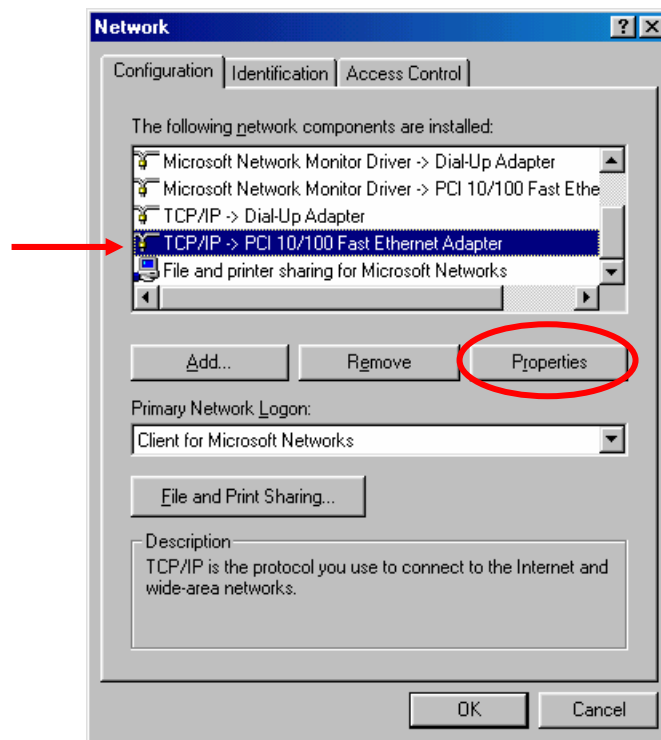 Network
Configuration Identification Access Control
The following network components are installed:
Microsoft Network Monitor Driver -> Dial-Up Adapter
Microsoft Network Monitor Driver -> PCI 10/100 Fast Ethe
TCP/IP -> Dial-Up Adapter
TCP/IP -> PCI 10/100 Fast Ethernet Adapter
File and printer sharing for Microsoft Networks
Add... Remove Properties
Primary Network Logon:
Client for Microsoft Networks
File and Print Sharing...
Description
TCP/IP is the protocol you use to connect to the Internet and
wide-area networks.
OK Cancel